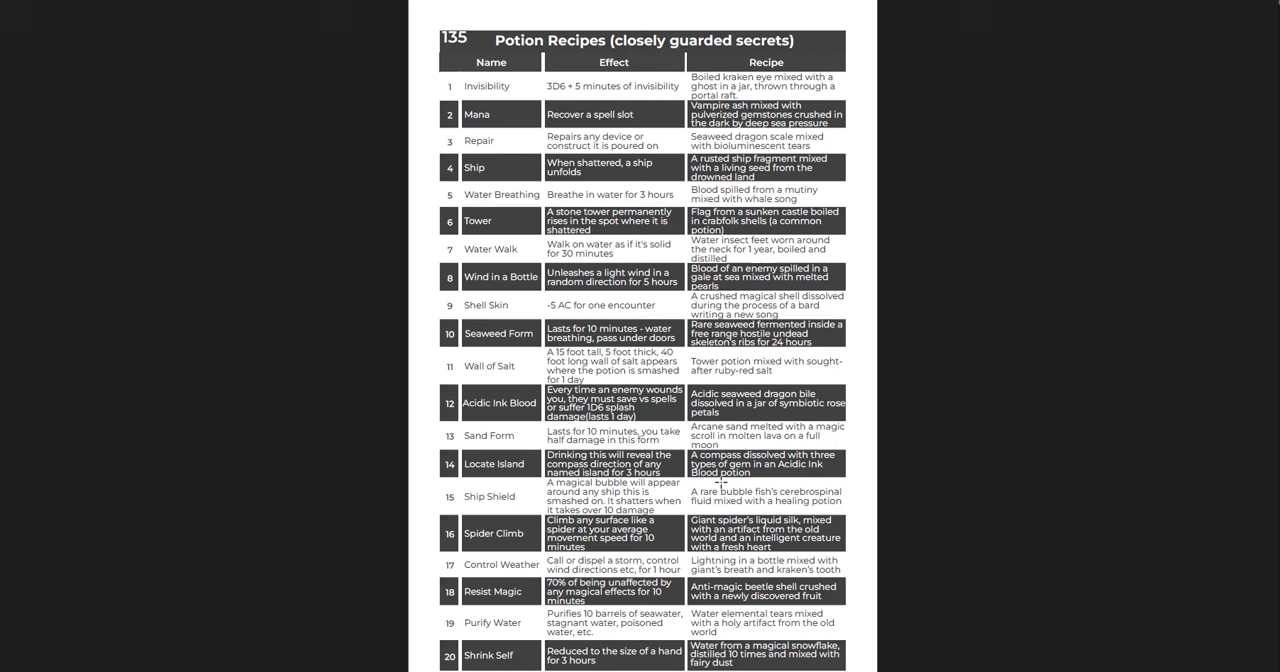 135
Potion Recipes (closely guarded secrets)
Name Effect Recipe
1 Invisibility 3D6 + 5 minutes of invisibility Boiled kraken eye mixed with a
ghost in a jar, thrown through a
portal raft.
2 Mana Recover a spell slot Vampire ash mixed with
pulverized gemstones crushed in
the dark by deep sea pressure
3 Repair Repairs any device or
construct it is poured on
Seaweed dragon scale mixed
with bioluminescent tears
4 Ship When shattered, a ship
unfolds
A rusted ship fragment mixed
with a living seed from the
drowned land
5 Water Breathing Breathe in water for 3 hours Blood spilled from a mutiny
mixed with whale song
6 Tower A stone tower permanently
rises in the spot where it is
shattered
Flag from a sunken castle boiled
in crabfolk shells (a common
potion)
7 Water Walk Walk on water as if it's solid
for 30 minutes
Water insect feet worn around
the neck for 1 year, boiled and
distilled
8 Wind in a Bottle Unleashes a light wind in a
random direction for 5 hours
Blood of an enemy spilled in a
gale at sea mixed with melted
pearls
9 Shell Skin -5 AC for one encounter A crushed magical shell dissolved
during the process of a bard
writing a new song
10 Seaweed Form Lasts for 10 minutes - water
breathing, pass under doors
Rare seaweed fermented inside a
free range hostile undead
skeleton's ribs for 24 hours
11 Wall of Salt A 15 foot tall, 5 foot thick, 40
foot long wall of salt appears
where the potion is smashed
for 1 day
Tower potion mixed with sought-
after ruby-red salt
12 Acidic Ink Blood Every time an enemy wounds
you, they must save vs spells
or suffer 1D6 splash
damage(lasts 1 day)
Acidic seaweed dragon bile
dissolved in a jar of symbiotic rose
petals
13 Sand Form Lasts for 10 minutes, you take
half damage in this form
Arcane sand melted with a magic
scroll in molten lava on a full
moon
14 Locate Island Drinking this will reveal the
compass direction of any
named island for 3 hours
A compass dissolved with three
types of gem in an Acidic Ink
Blood potion
15 Ship Shield A magical bubble will appear
around any ship this is
smashed on. It shatters when
it takes over 10 damage
A rare bubble fish's cerebrospinal
fluid mixed with a healing potion
16 Spider Climb Climb any surface like a
spider at your average
movement speed for 10
minutes
Giant spider's liquid silk, mixed
with an artifact from the old
world and an intelligent creature
with a fresh heart
17 Control Weather Call or dispel a storm, control
wind directions etc, for 1 hour
Lightning in a bottle mixed with
giant's breath and kraken's tooth
18 Resist Magic 70% of being unaffected by
any magical effects for 10
minutes
Anti-magic beetle shell crushed
with a newly discovered fruit
19 Purify Water Purifies 10 barrels of seawater,
stagnant water, poisoned
water, etc.
Water elemental tears mixed
with a holy artifact from the old
world
20 Shrink Self Reduced to the size of a hand
for 3 hours
Water from a magical snowflake,
distilled 10 times and mixed with
fairy dust